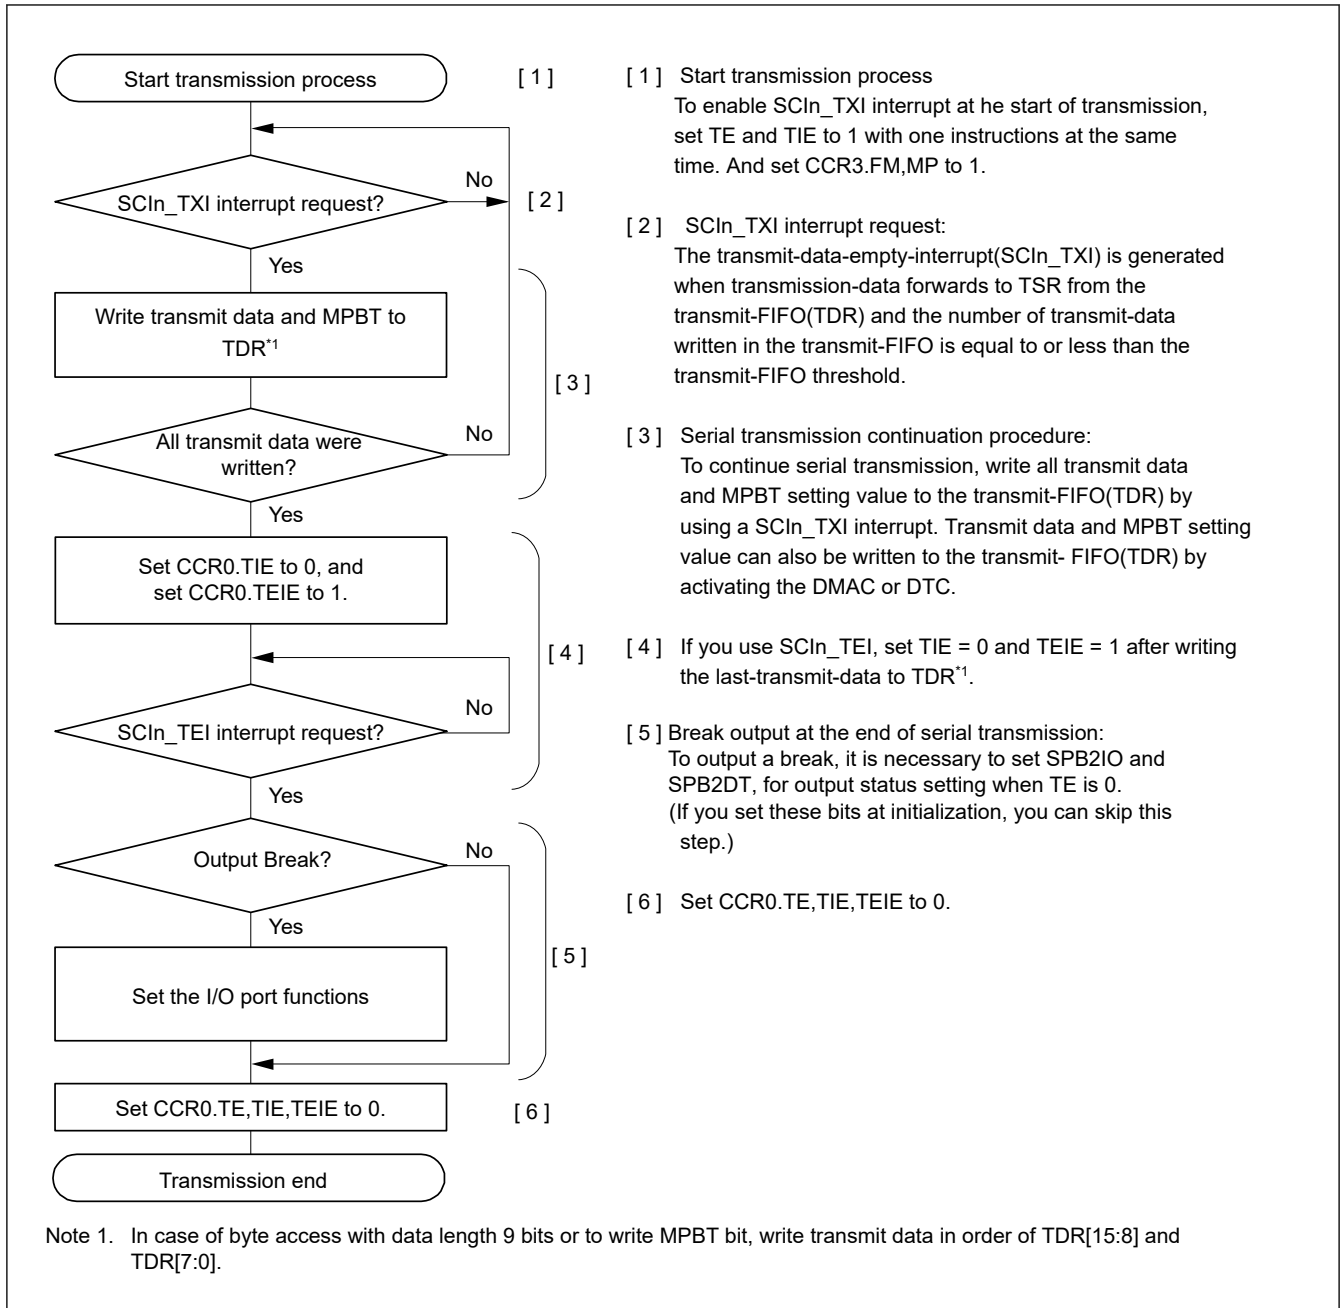 Start transmission process
[ 1 ]
No
SCIn_TXI interrupt request?
[ 2 ]
Yes
Write transmit data and MPBT to
TDR*1
[ 3 ]
All transmit data were
written?
No
Yes
Set CCR0.TIE to 0, and
set CCR0.TEIE to 1.
[ 4 ]
No
SCIn_TEI interrupt request?
Yes
Output Break?
No
Yes
[ 5 ]
Set the I/O port functions
Set CCR0.TE,TIE,TEIE to 0.
[ 6 ]
Transmission end
[ 1 ] Start transmission process
To enable SCIn_TXI interrupt at he start of transmission,
set TE and TIE to 1 with one instructions at the same
time. And set CCR3.FM,MP to 1.
[ 2 ] SCIn_TXI interrupt request:
The transmit-data-empty-interrupt(SCIn_TXI) is generated
when transmission-data forwards to TSR from the
transmit-FIFO(TDR) and the number of transmit-data
written in the transmit-FIFO is equal to or less than the
transmit-FIFO threshold.
[ 3 ] Serial transmission continuation procedure:
To continue serial transmission, write all transmit data
and MPBT setting value to the transmit-FIFO(TDR) by
using a SCIn_TXI interrupt. Transmit data and MPBT setting
value can also be written to the transmit- FIFO(TDR) by
activating the DMAC or DTC.
[ 4 ] If you use SCIn_TEI, set TIE = 0 and TEIE = 1 after writing
the last-transmit-data to TDR*1.
[ 5 ] Break output at the end of serial transmission:
To output a break, it is necessary to set SPB2IO and
SPB2DT, for output status setting when TE is 0.
(If you set these bits at initialization, you can skip this
step.)
[ 6 ] Set CCR0.TE,TIE,TEIE to 0.
Note 1. In case of byte access with data length 9 bits or to write MPBT bit, write transmit data in order of TDR[15:8] and
TDR[7:0].